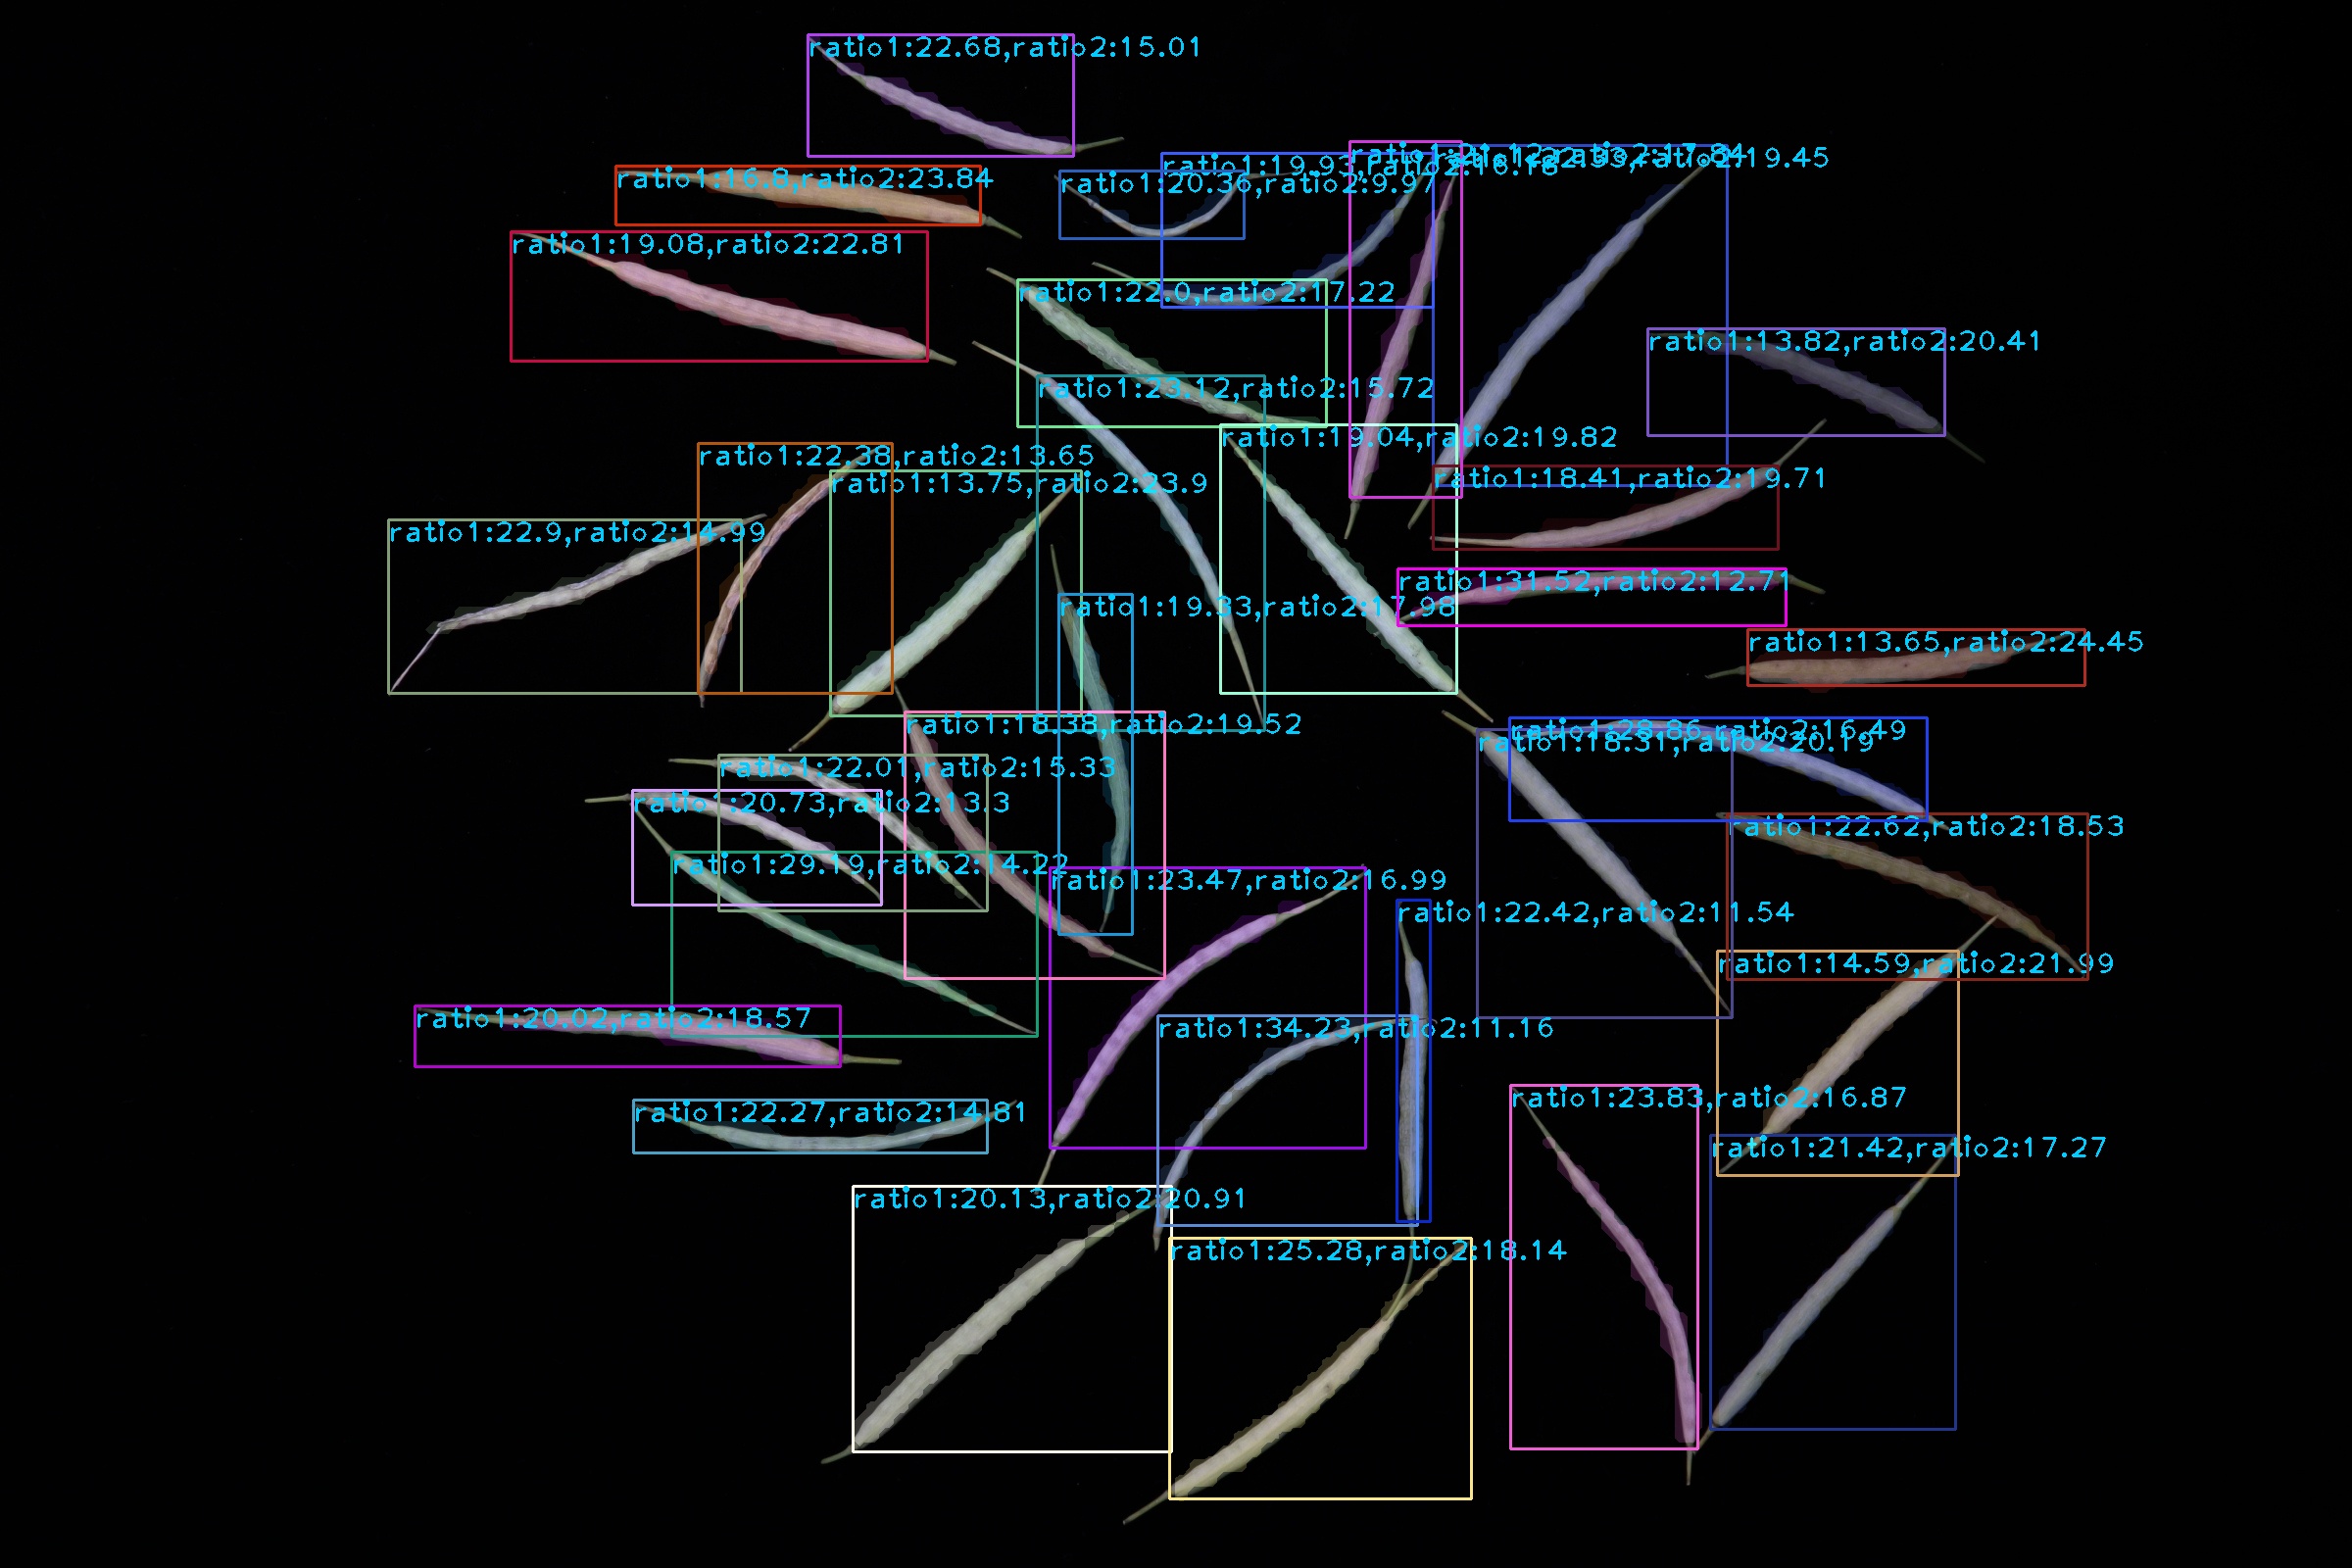 ratio1:22.68,ratio2:15.01
ratio1:16.8,ratio2:23.84
ratio1:20.36,ratio2:9.97
ratio1:19.08,ratio2:22.81
ratio1:22.0,ratio2:17.22
ratio1:13.82,ratio2:20.41
ratio1:23.12,ratio2:15.72
ratio1:19.04,ratio2:19.82
ratio1:22.38,ratio2:13.65
ratio1:13.75,ratio2:23.9
ratio1:18.41,ratio2:19.71
ratio1:22.9,ratio2:14.99
ratio1:31.52,ratio2:12.71
ratio1:19.33,ratio2:17.98
ratio1:13.65,ratio2:24.45
ratio1:18.38,ratio2:19.52
ratio1:28.86,ratio2:16.49
ratio1:18.31,ratio2:20.19
ratio1:22.01,ratio2:15.33
ratio1:20.73,ratio2:13.3
ratio1:22.62,ratio2:18.53
ratio1:29.19,ratio2:14.22
ratio1:23.47,ratio2:16.99
ratio1:22.42,ratio2:11.54
ratio1:14.59,ratio2:21.99
ratio1:20.02,ratio2:18.57
ratio1:34.23,ratio2:11.16
ratio1:23.83,ratio2:16.87
ratio1:22.27,ratio2:14.81
ratio1:21.42,ratio2:17.27
ratio1:20.13,ratio2:20.91
ratio1:25.28,ratio2:18.14